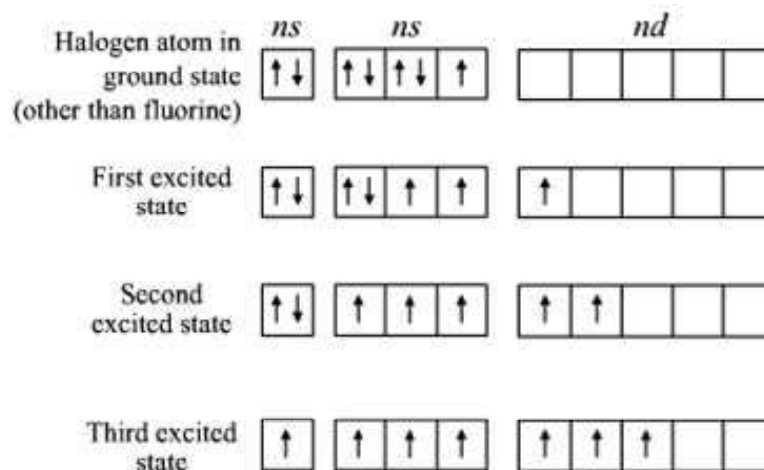 ns ns nd
Halogen atom in
ground state
(other than fluorine)
First excited
state
Second
excited state
Third excited
state